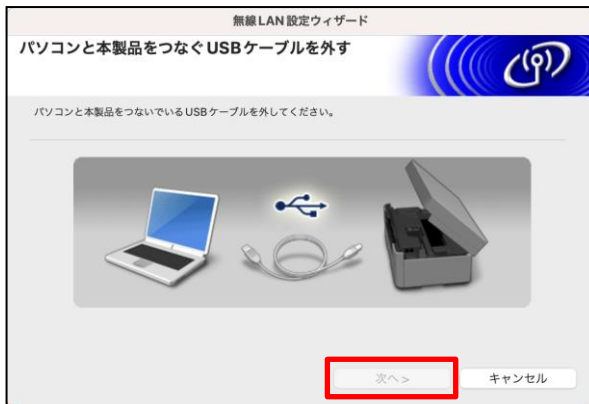 無線LAN設定ウィザード
パソコンと本製品をつなぐUSBケーブルを外す
パソコンと本製品をつないでいるUSBケーブルを外してください。
次へ >
キャンセル